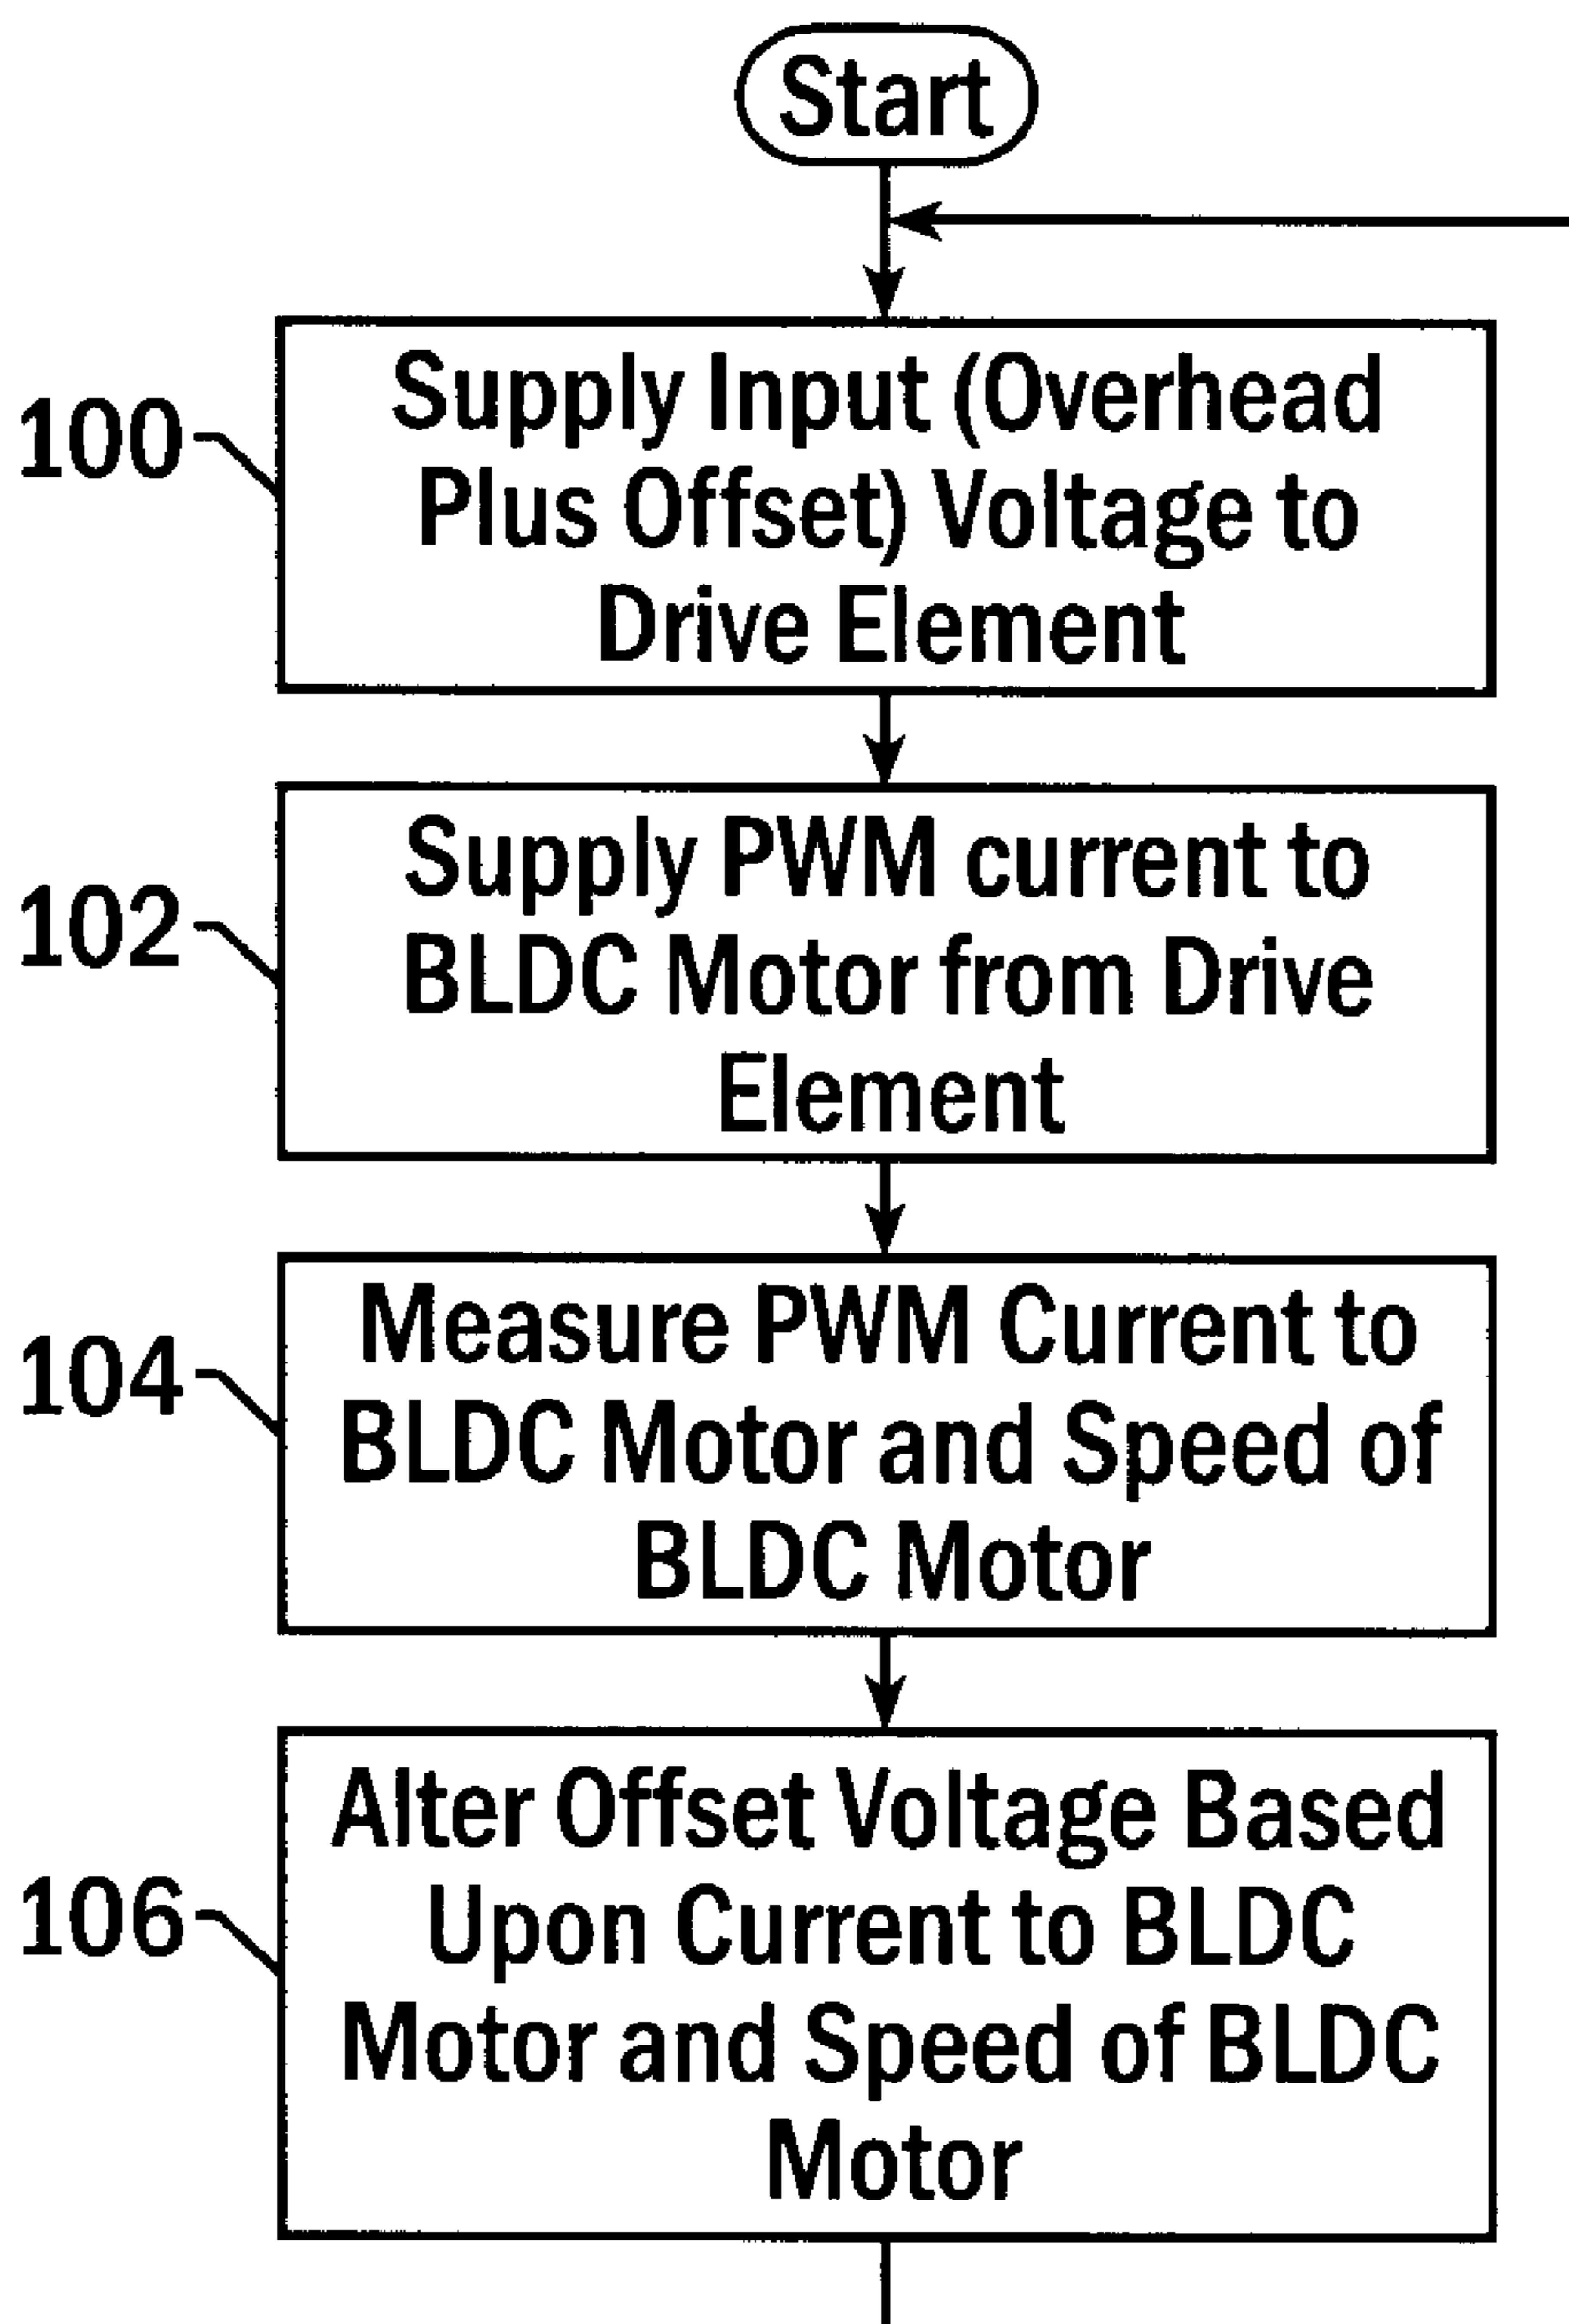 Start
100
Supply Input (Overhead
Plus Offset) Voltage to
Drive Element
102
Supply PWM current to
BLDC Motor from Drive
Element
104
Measure PWM Current to
BLDC Motor and Speed of
BLDC Motor
106
Alter Offset Voltage Based
Upon Current to BLDC
Motor and Speed of BLDC
Motor